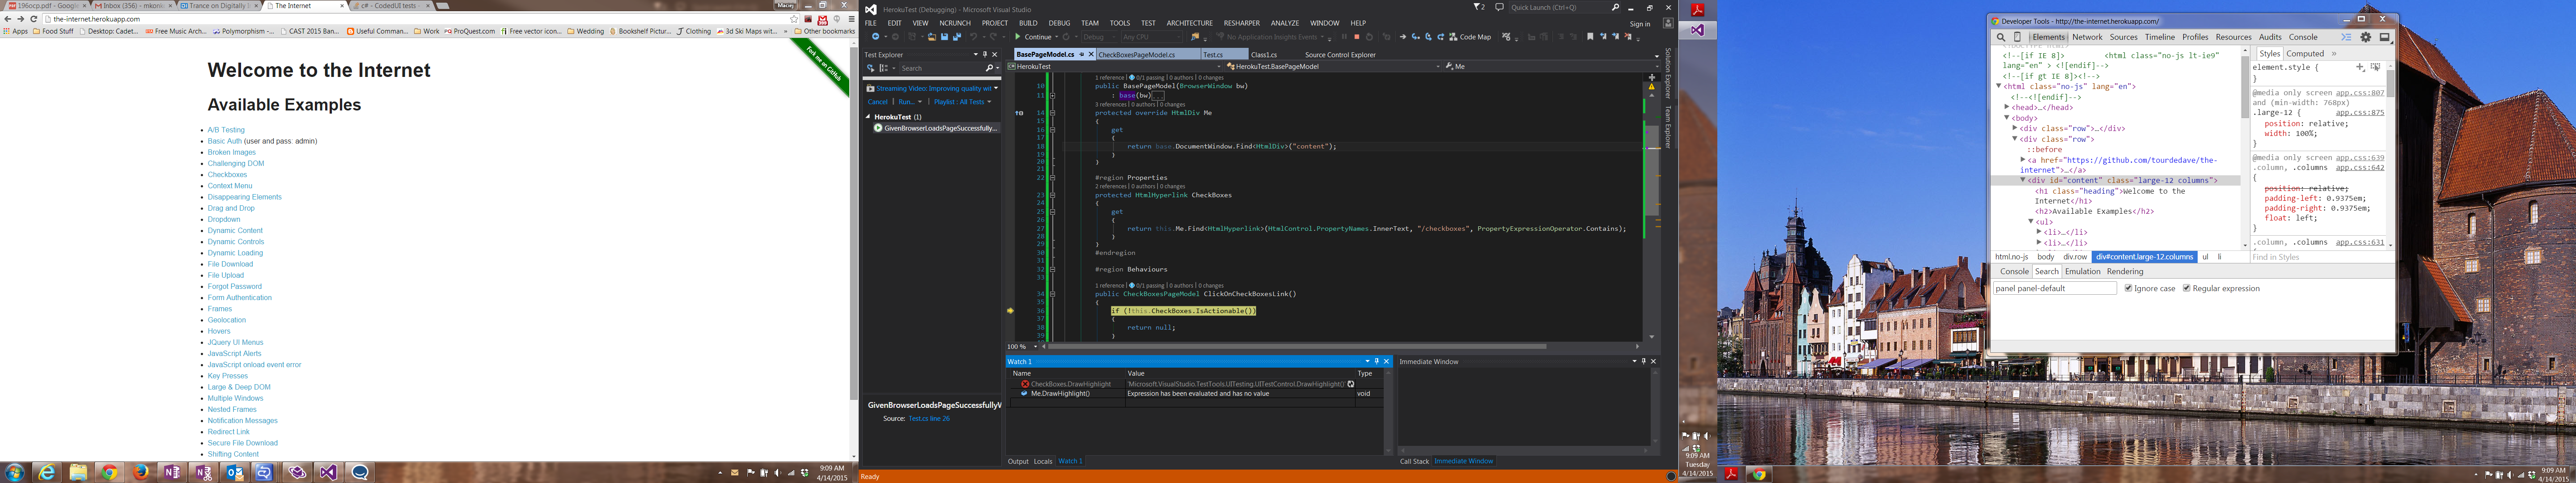 196ocp.pdf - Google
Inbox (356) - mkonie
Trance on Digitally I
The Internet
c# - CodedUI tests -
Maciej
the-internet.herokuapp.com
Apps
Food Stuff
Desktop: Cadet...
Free Music Arch...
Polymorphism -...
CAST 2015 Ban...
Useful Command...
Work
ProQuest.com
Free vector icon...
Wedding
Bookshelf Pictur...
Clothing
3d Ski Maps wit...
Other bookmarks
Fork me on GitHub
Welcome to the Internet
Available Examples
A/B Testing
Basic Auth (user and pass: admin)
Broken Images
Challenging DOM
Checkboxes
Context Menu
Disappearing Elements
Drag and Drop
Dropdown
Dynamic Content
Dynamic Controls
Dynamic Loading
File Download
File Upload
Forgot Password
Form Authentication
Frames
Geolocation
Hovers
JQuery UI Menus
JavaScript Alerts
JavaScript onload event error
Key Presses
Large & Deep DOM
Multiple Windows
Nested Frames
Notification Messages
Redirect Link
Secure File Download
Shifting Content
9:09 AM
4/14/2015
HerokuTest (Debugging) - Microsoft Visual Studio
2
Quick Launch (Ctrl+Q)
FILE EDIT VIEW NCRUNCH PROJECT BUILD DEBUG TEAM TOOLS TEST ARCHITECTURE RESHARPER ANALYZE WINDOW HELP
Sign in
Continue
Debug
Any CPU
No Application Insights Events
Code Map
Test Explorer
Search
Streaming Video: Improving quality wit
Cancel | Run... | Playlist : All Tests
HerokuTest (1)
GivenBrowserLoadsPageSuccessfully...
GivenBrowserLoadsPageSuccessfullyW
Source: Test.cs line 26
BasePageModel.cs
CheckBoxesPageModel.cs
Test.cs
Class1.cs
Source Control Explorer
HerokuTest
HerokuTest.BasePageModel
Me
1 reference | 0/1 passing | 0 authors | 0 changes
10 public BasePageModel(BrowserWindow bw)
11 : base(bw)...
3 references | 0 authors | 0 changes
14 protected override HtmlDiv Me
15 {
16 get
17 {
18 return base.DocumentWindow.Find<HtmlDiv>("content");
19 }
20 }
21
22 #region Properties
2 references | 0 authors | 0 changes
23 protected HtmlHyperlink CheckBoxes
24 {
25 get
26 {
27 return this.Me.Find<HtmlHyperlink>(HtmlControl.PropertyNames.InnerText, "/checkboxes", PropertyExpressionOperator.Contains);
28 }
29 }
30 #endregion
31
32 #region Behaviours
33
1 reference | 0/1 passing | 0 authors | 0 changes
34 public CheckBoxesPageModel ClickOnCheckBoxesLink()
35 {
36 if (!this.CheckBoxes.IsActionable())
37 {
38 return null;
39 }
100 %
Watch 1
Name Value Type
CheckBoxes.DrawHighlight 'Microsoft.VisualStudio.TestTools.UITesting.UITestControl.DrawHighlight()'
Me.DrawHighlight() Expression has been evaluated and has no value void
Output Locals Watch 1
Immediate Window
Call Stack Immediate Window
Ready
Solution Explorer
Team Explorer
9:09 AM
Tuesday
4/14/2015
Developer Tools - http://the-internet.herokuapp.com/
Elements Network Sources Timeline Profiles Resources Audits Console
<!--[if IE 8]> <html class="no-js lt-ie9"
lang="en" > <![endif]-->
<!--[if gt IE 8]><!-->
<html class="no-js" lang="en">
<!--<![endif]-->
<head>…</head>
<body>
<div class="row">…</div>
<div class="row">
::before
<a href="https://github.com/tourdedave/the-
internet">…</a>
<div id="content" class="large-12 columns">
<h1 class="heading">Welcome to the
Internet</h1>
<h2>Available Examples</h2>
<ul>
<li>…</li>
<li>…</li>
Styles Computed »
element.style {
}
@media only screen app.css:807
and (min-width: 768px)
.large-12 { app.css:875
position: relative;
width: 100%;
}
@media only screen app.css:639
.column, .columns app.css:642
{
position: relative;
padding-left: 0.9375em;
padding-right: 0.9375em;
float: left;
}
.column, .columns app.css:631
Find in Styles
html.no-js body div.row div#content.large-12.columns ul li
Console Search Emulation Rendering
panel panel-default
Ignore case
Regular expression
9:09 AM
4/14/2015